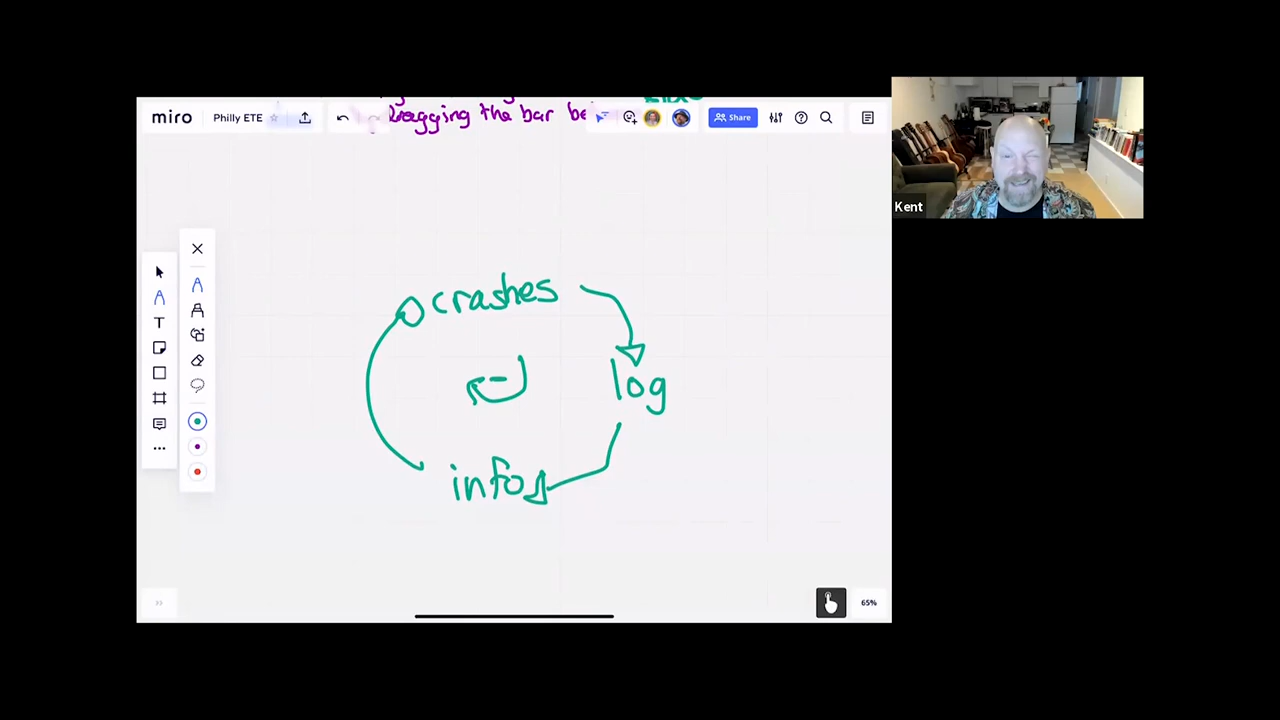 miro
Philly ETE
Dragging the bar be
Share
Kent
T
crashes
log
info
65%